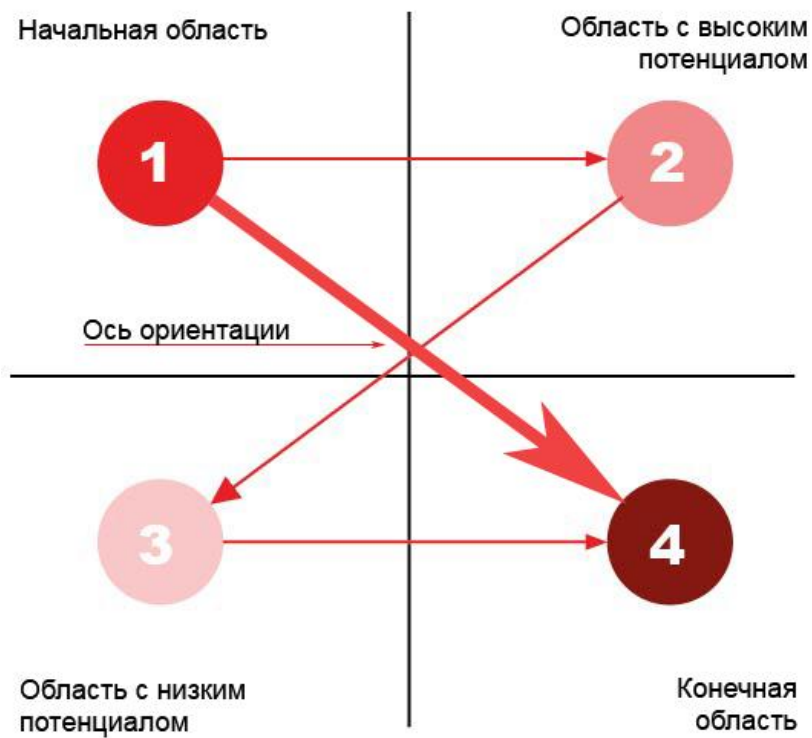 Начальная область
Область с высоким
потенциалом
1
2
Ось ориентации
3
4
Область с низким
потенциалом
Конечная
область